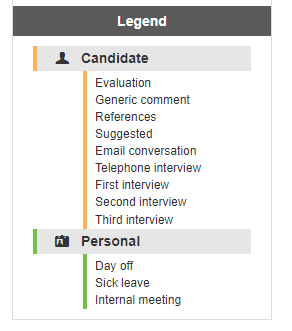 Legend
Candidate
Evaluation
Generic comment
References
Suggested
Email conversation
Telephone interview
First interview
Second interview
Third interview
Personal
Day off
Sick leave
Internal meeting